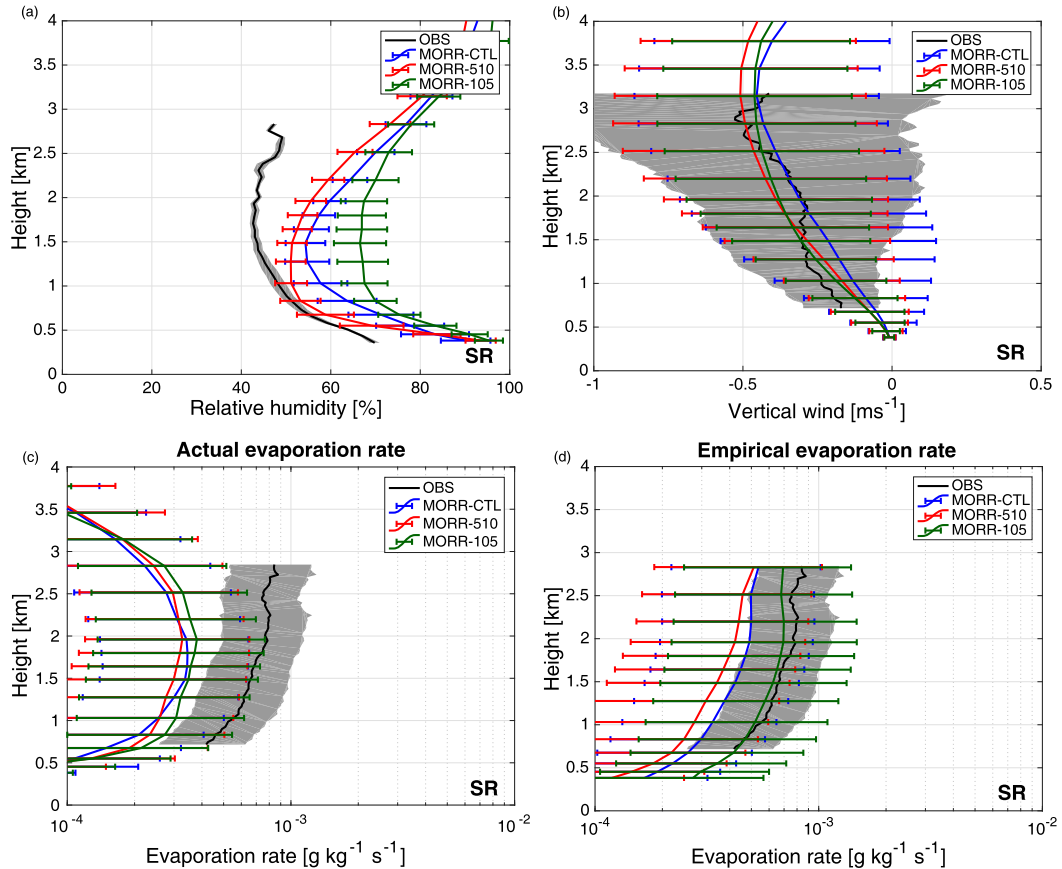 (a)
4
3.5
3
2.5
2
1.5
1
0.5
0
Height [km]
OBS
MORR-CTL
MORR-510
MORR-105
SR
0 20 40 60 80 100
Relative humidity [%]
(b)
4
3.5
3
2.5
2
1.5
1
0.5
0
Height [km]
OBS
MORR-CTL
MORR-510
MORR-105
SR
-1 -0.5 0 0.5
Vertical wind [ms⁻¹]
Actual evaporation rate
(c)
4
3.5
3
2.5
2
1.5
1
0.5
0
Height [km]
OBS
MORR-CTL
MORR-510
MORR-105
SR
10⁻⁴ 10⁻³ 10⁻²
Evaporation rate [g kg⁻¹ s⁻¹]
Empirical evaporation rate
(d)
4
3.5
3
2.5
2
1.5
1
0.5
0
Height [km]
OBS
MORR-CTL
MORR-510
MORR-105
SR
10⁻⁴ 10⁻³ 10⁻²
Evaporation rate [g kg⁻¹ s⁻¹]